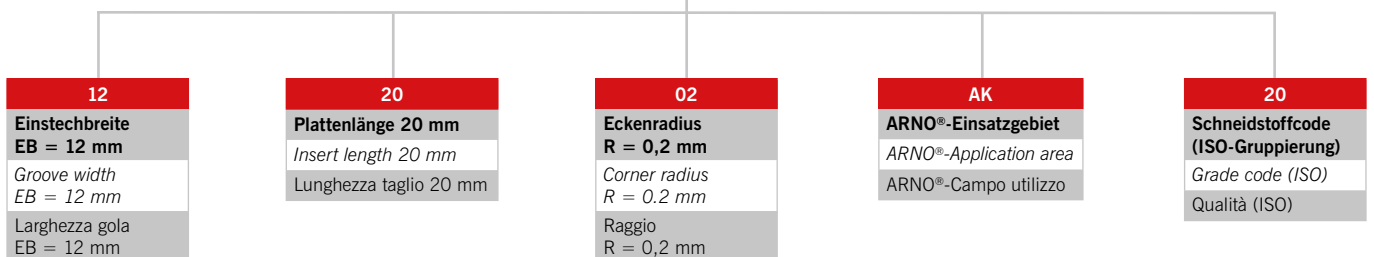 12
Einstechbreite
EB = 12 mm
Groove width
EB = 12 mm
Larghezza gola
EB = 12 mm
20
Plattenlänge 20 mm
Insert length 20 mm
Lunghezza taglio 20 mm
02
Eckenradius
R = 0,2 mm
Corner radius
R = 0.2 mm
Raggio
R = 0,2 mm
AK
ARNO®-Einsatzgebiet
ARNO®-Application area
ARNO®-Campo utilizzo
20
Schneidstoffcode
(ISO-Gruppierung)
Grade code (ISO)
Qualità (ISO)